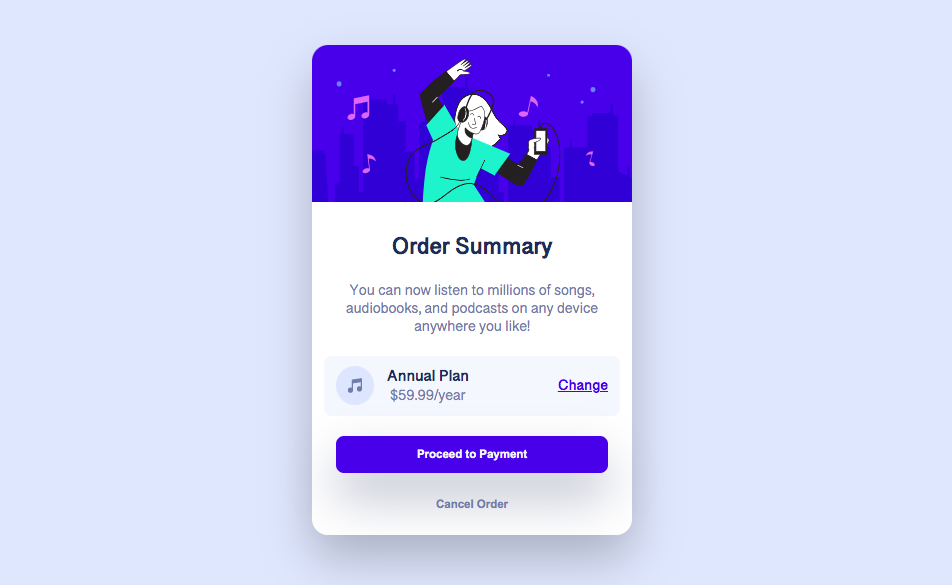 Order Summary
You can now listen to millions of songs,
audiobooks, and podcasts on any device
anywhere you like!
Annual Plan
$59.99/year
Change
Proceed to Payment
Cancel Order